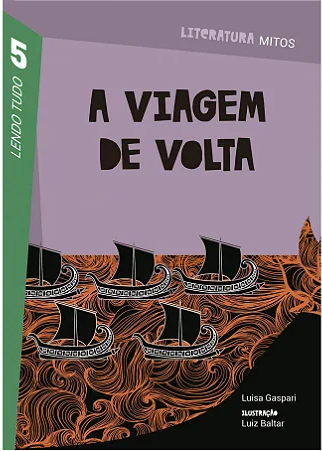 LENDO TUDO 5
LITERATURA MITOS
A VIAGEM
DE VOLTA
Luisa Gaspari
ILUSTRAÇÃO
Luiz Baltar